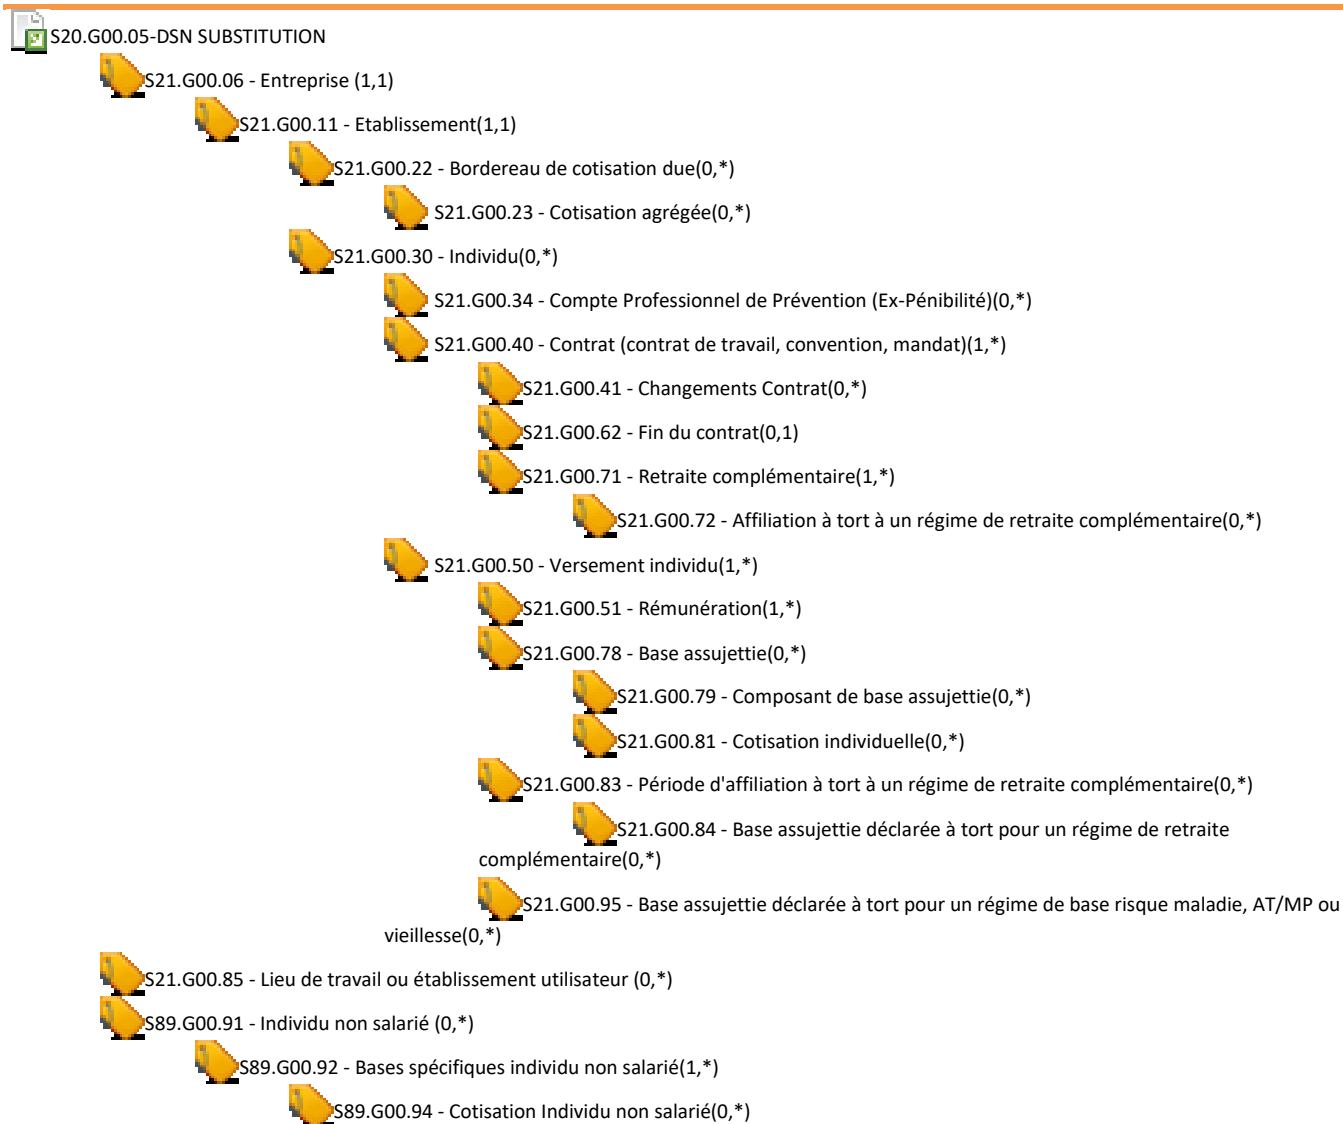 S20.G00.05-DSN SUBSTITUTION
S21.G00.06 - Entreprise (1,1)
S21.G00.11 - Etablissement(1,1)
S21.G00.22 - Bordereau de cotisation due(0,*)
S21.G00.23 - Cotisation agrégée(0,*)
S21.G00.30 - Individu(0,*)
S21.G00.34 - Compte Professionnel de Prévention (Ex-Pénibilité)(0,*)
S21.G00.40 - Contrat (contrat de travail, convention, mandat)(1,*)
S21.G00.41 - Changements Contrat(0,*)
S21.G00.62 - Fin du contrat(0,1)
S21.G00.71 - Retraite complémentaire(1,*)
S21.G00.72 - Affiliation à tort à un régime de retraite complémentaire(0,*)
S21.G00.50 - Versement individu(1,*)
S21.G00.51 - Rémunération(1,*)
S21.G00.78 - Base assujettie(0,*)
S21.G00.79 - Composant de base assujettie(0,*)
S21.G00.81 - Cotisation individuelle(0,*)
S21.G00.83 - Période d'affiliation à tort à un régime de retraite complémentaire(0,*)
S21.G00.84 - Base assujettie déclarée à tort pour un régime de retraite
complémentaire(0,*)
S21.G00.95 - Base assujettie déclarée à tort pour un régime de base risque maladie, AT/MP ou
vieillesse(0,*)
S21.G00.85 - Lieu de travail ou établissement utilisateur (0,*)
S89.G00.91 - Individu non salarié (0,*)
S89.G00.92 - Bases spécifiques individu non salarié(1,*)
S89.G00.94 - Cotisation Individu non salarié(0,*)